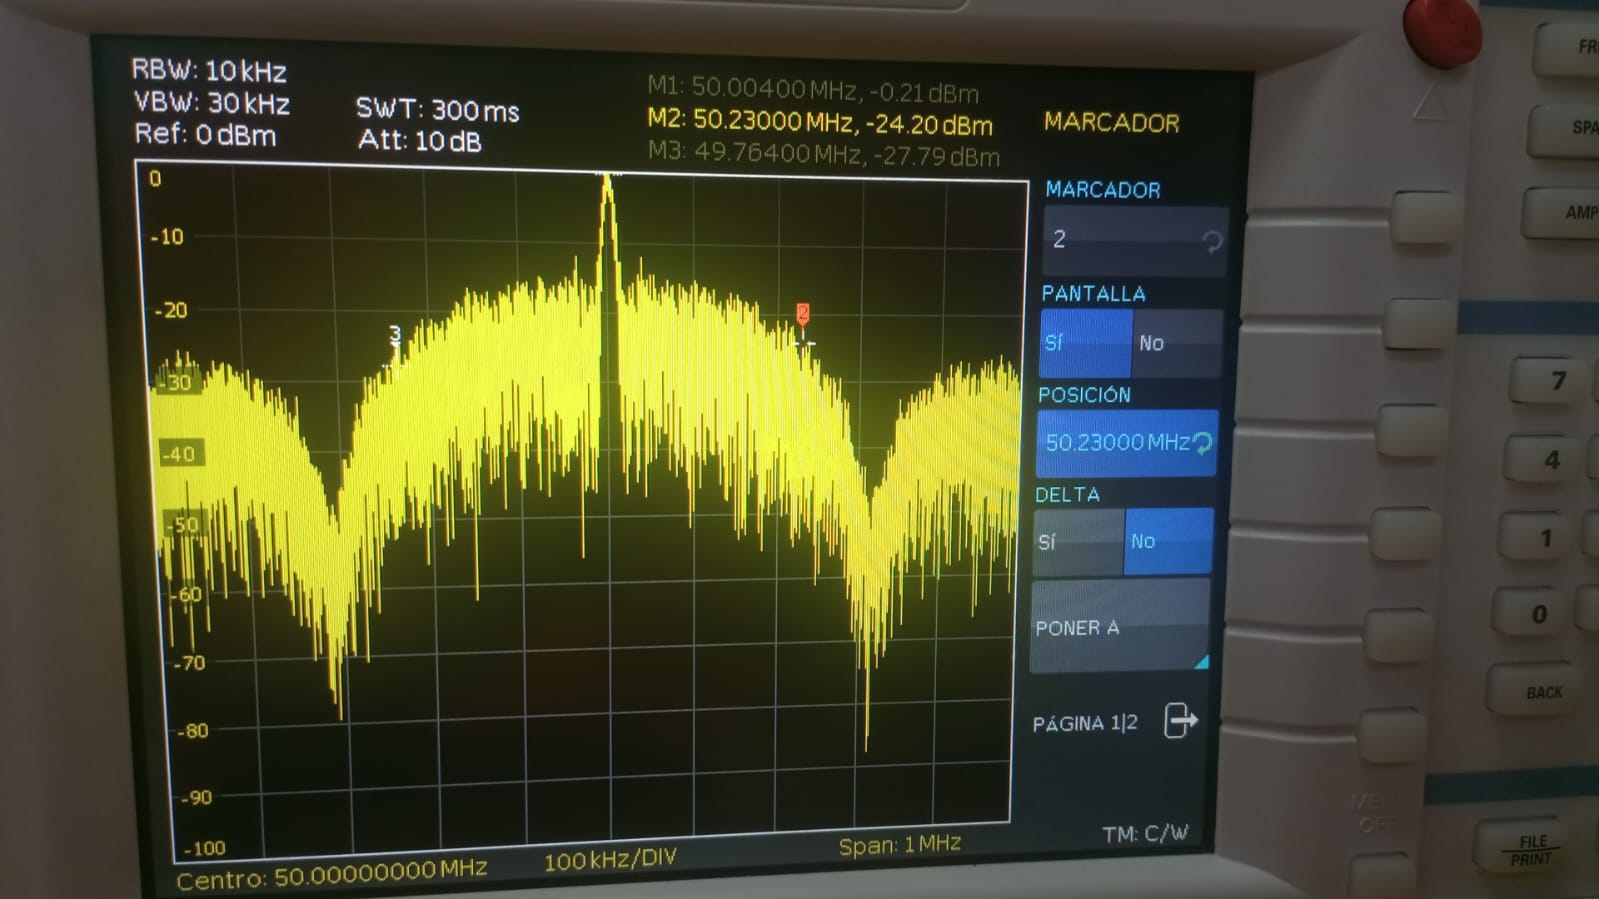 RBW: 10 kHz
VBW: 30 kHz
Ref: 0 dBm
SWT: 300 ms
Att: 10 dB
M1: 50.00400 MHz, -0.21 dBm
M2: 50.23000 MHz, -24.20 dBm
M3: 49.76400 MHz, -27.79 dBm
MARCADOR
0
-10
-20
-30
-40
-50
-60
-70
-80
-90
-100
3
2
Centro: 50.00000000 MHz
100 kHz/DIV
Span: 1 MHz
MARCADOR
2
PANTALLA
Sí No
POSICIÓN
50.23000 MHz
DELTA
Sí No
PONER A
PÁGINA 1|2
TM: C/W
7
4
1
0
BACK
FILE
PRINT